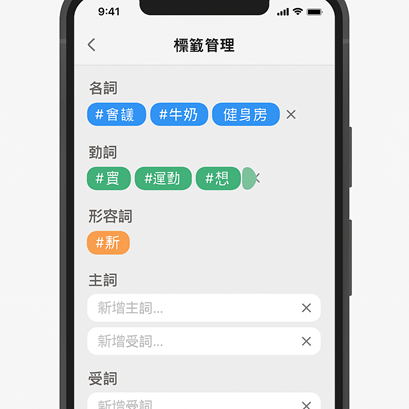 9:41
標籤管理
名詞
#會議 #牛奶 健身房 ×
動詞
#買 #運動 #想 ×
形容詞
#新
主詞
新增主詞... ×
新增受詞... ×
受詞
新增受詞 ×